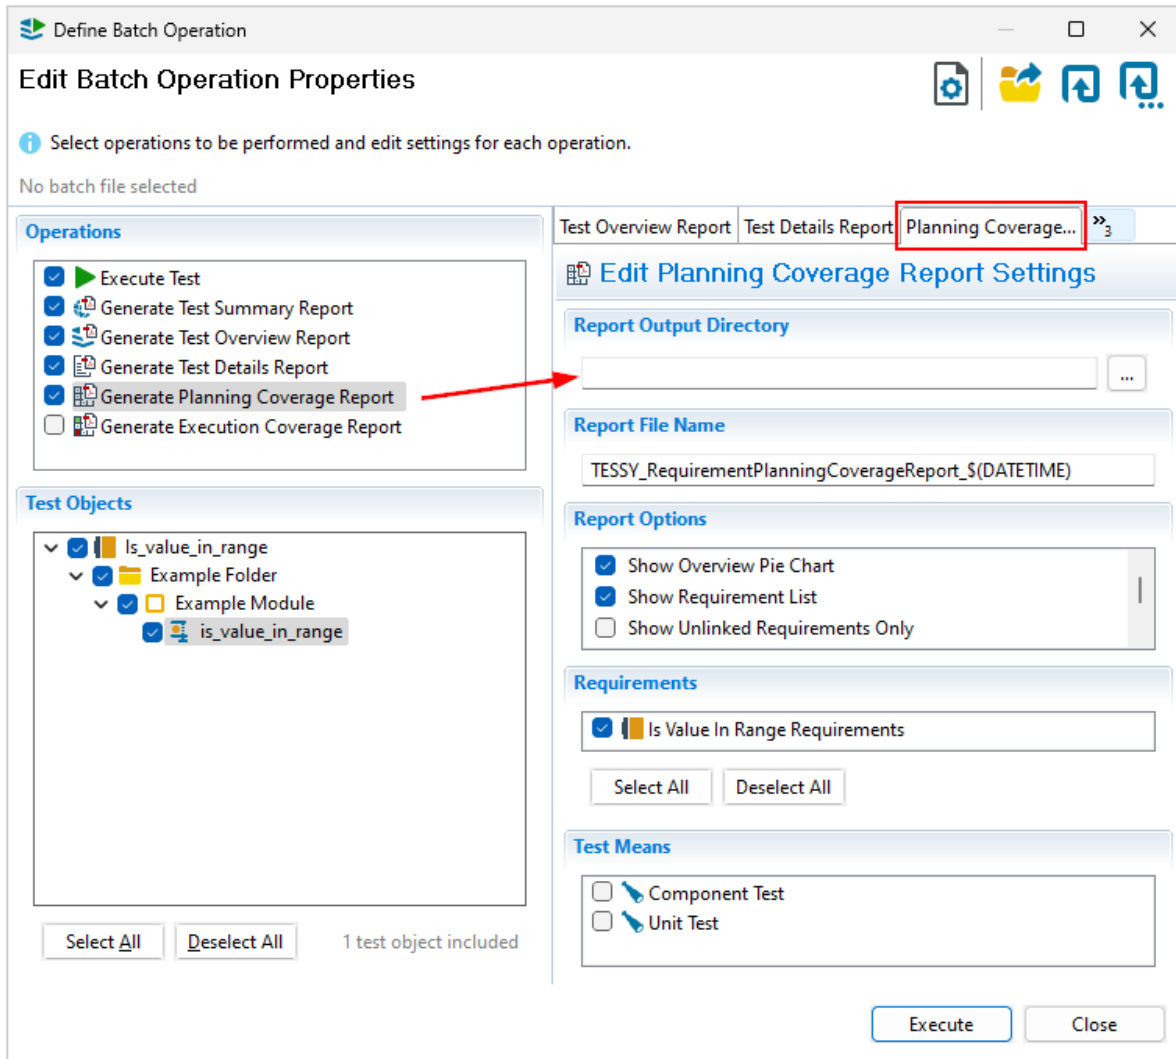 Define Batch Operation
Edit Batch Operation Properties
Select operations to be performed and edit settings for each operation.
No batch file selected
Operations
Execute Test
Generate Test Summary Report
Generate Test Overview Report
Generate Test Details Report
Generate Planning Coverage Report
Generate Execution Coverage Report
Test Objects
Is_value_in_range
Example Folder
Example Module
is_value_in_range
Select All
Deselect All
1 test object included
Test Overview Report
Test Details Report
Planning Coverage...
»3
Edit Planning Coverage Report Settings
Report Output Directory
...
Report File Name
TESSY_RequirementPlanningCoverageReport_$(DATETIME)
Report Options
Show Overview Pie Chart
Show Requirement List
Show Unlinked Requirements Only
Requirements
Is Value In Range Requirements
Select All
Deselect All
Test Means
Component Test
Unit Test
Execute
Close